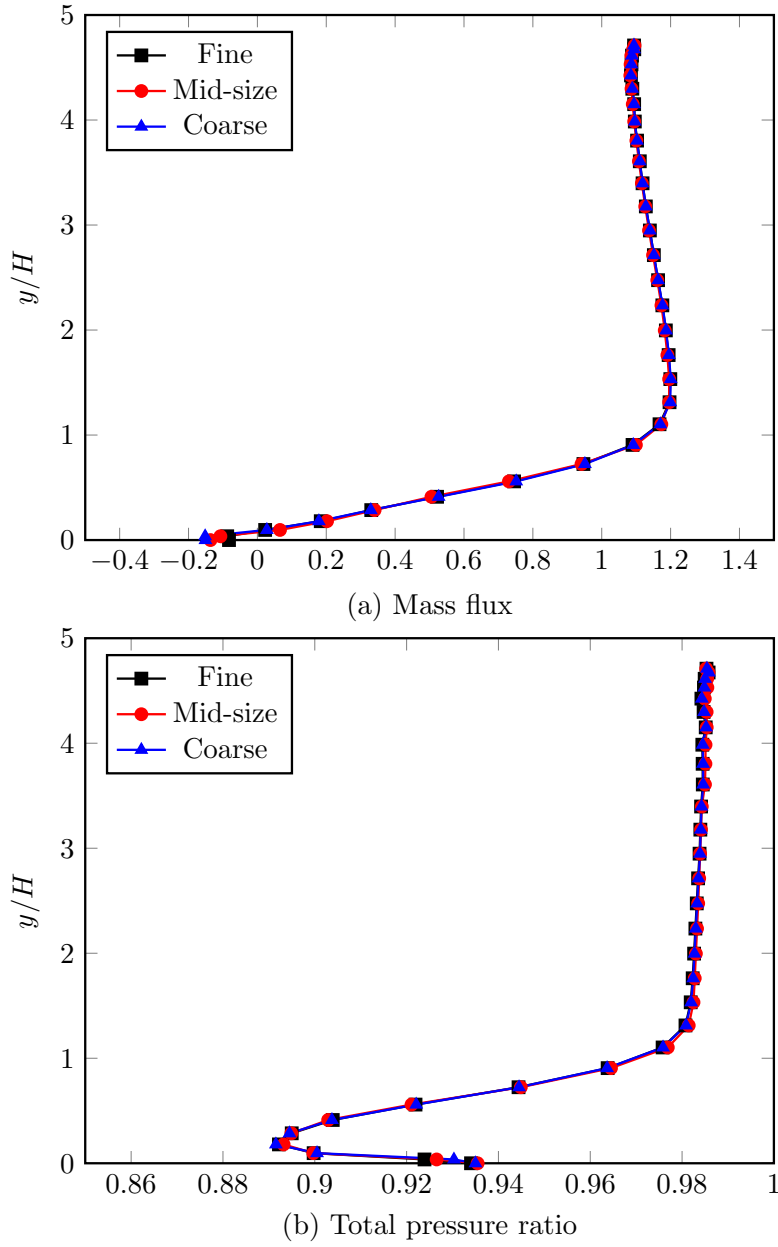 5
4
3
2
1
0
y/H
Fine
Mid-size
Coarse
−0.4 −0.2 0 0.2 0.4 0.6 0.8 1 1.2 1.4
(a) Mass flux
5
4
3
2
1
0
y/H
Fine
Mid-size
Coarse
0.86 0.88 0.9 0.92 0.94 0.96 0.98 1
(b) Total pressure ratio